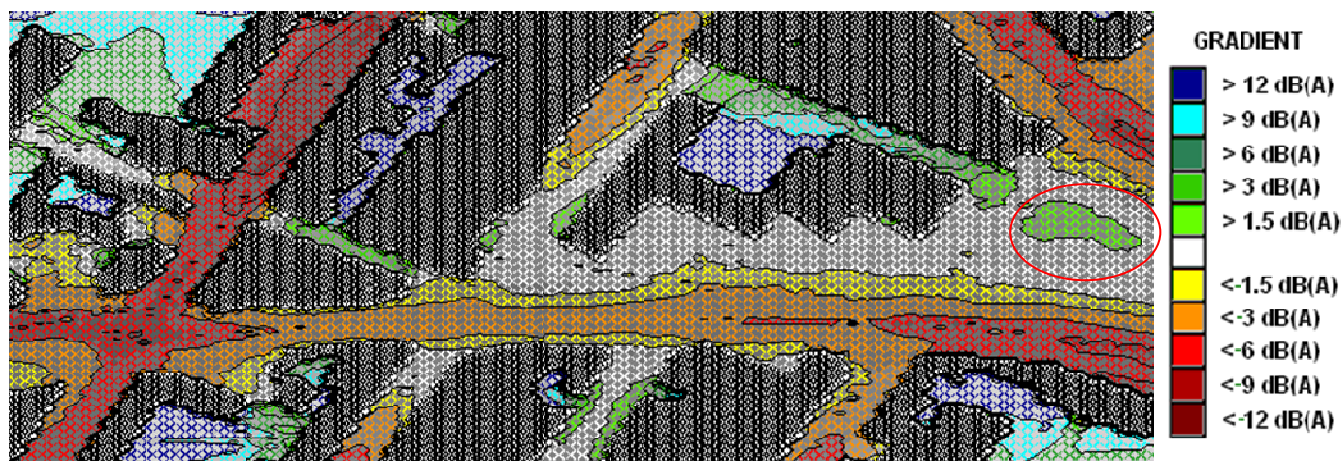 GRADIENT
> 12 dB(A)
> 9 dB(A)
> 6 dB(A)
> 3 dB(A)
> 1.5 dB(A)
<-1.5 dB(A)
<-3 dB(A)
<-6 dB(A)
<-9 dB(A)
<-12 dB(A)